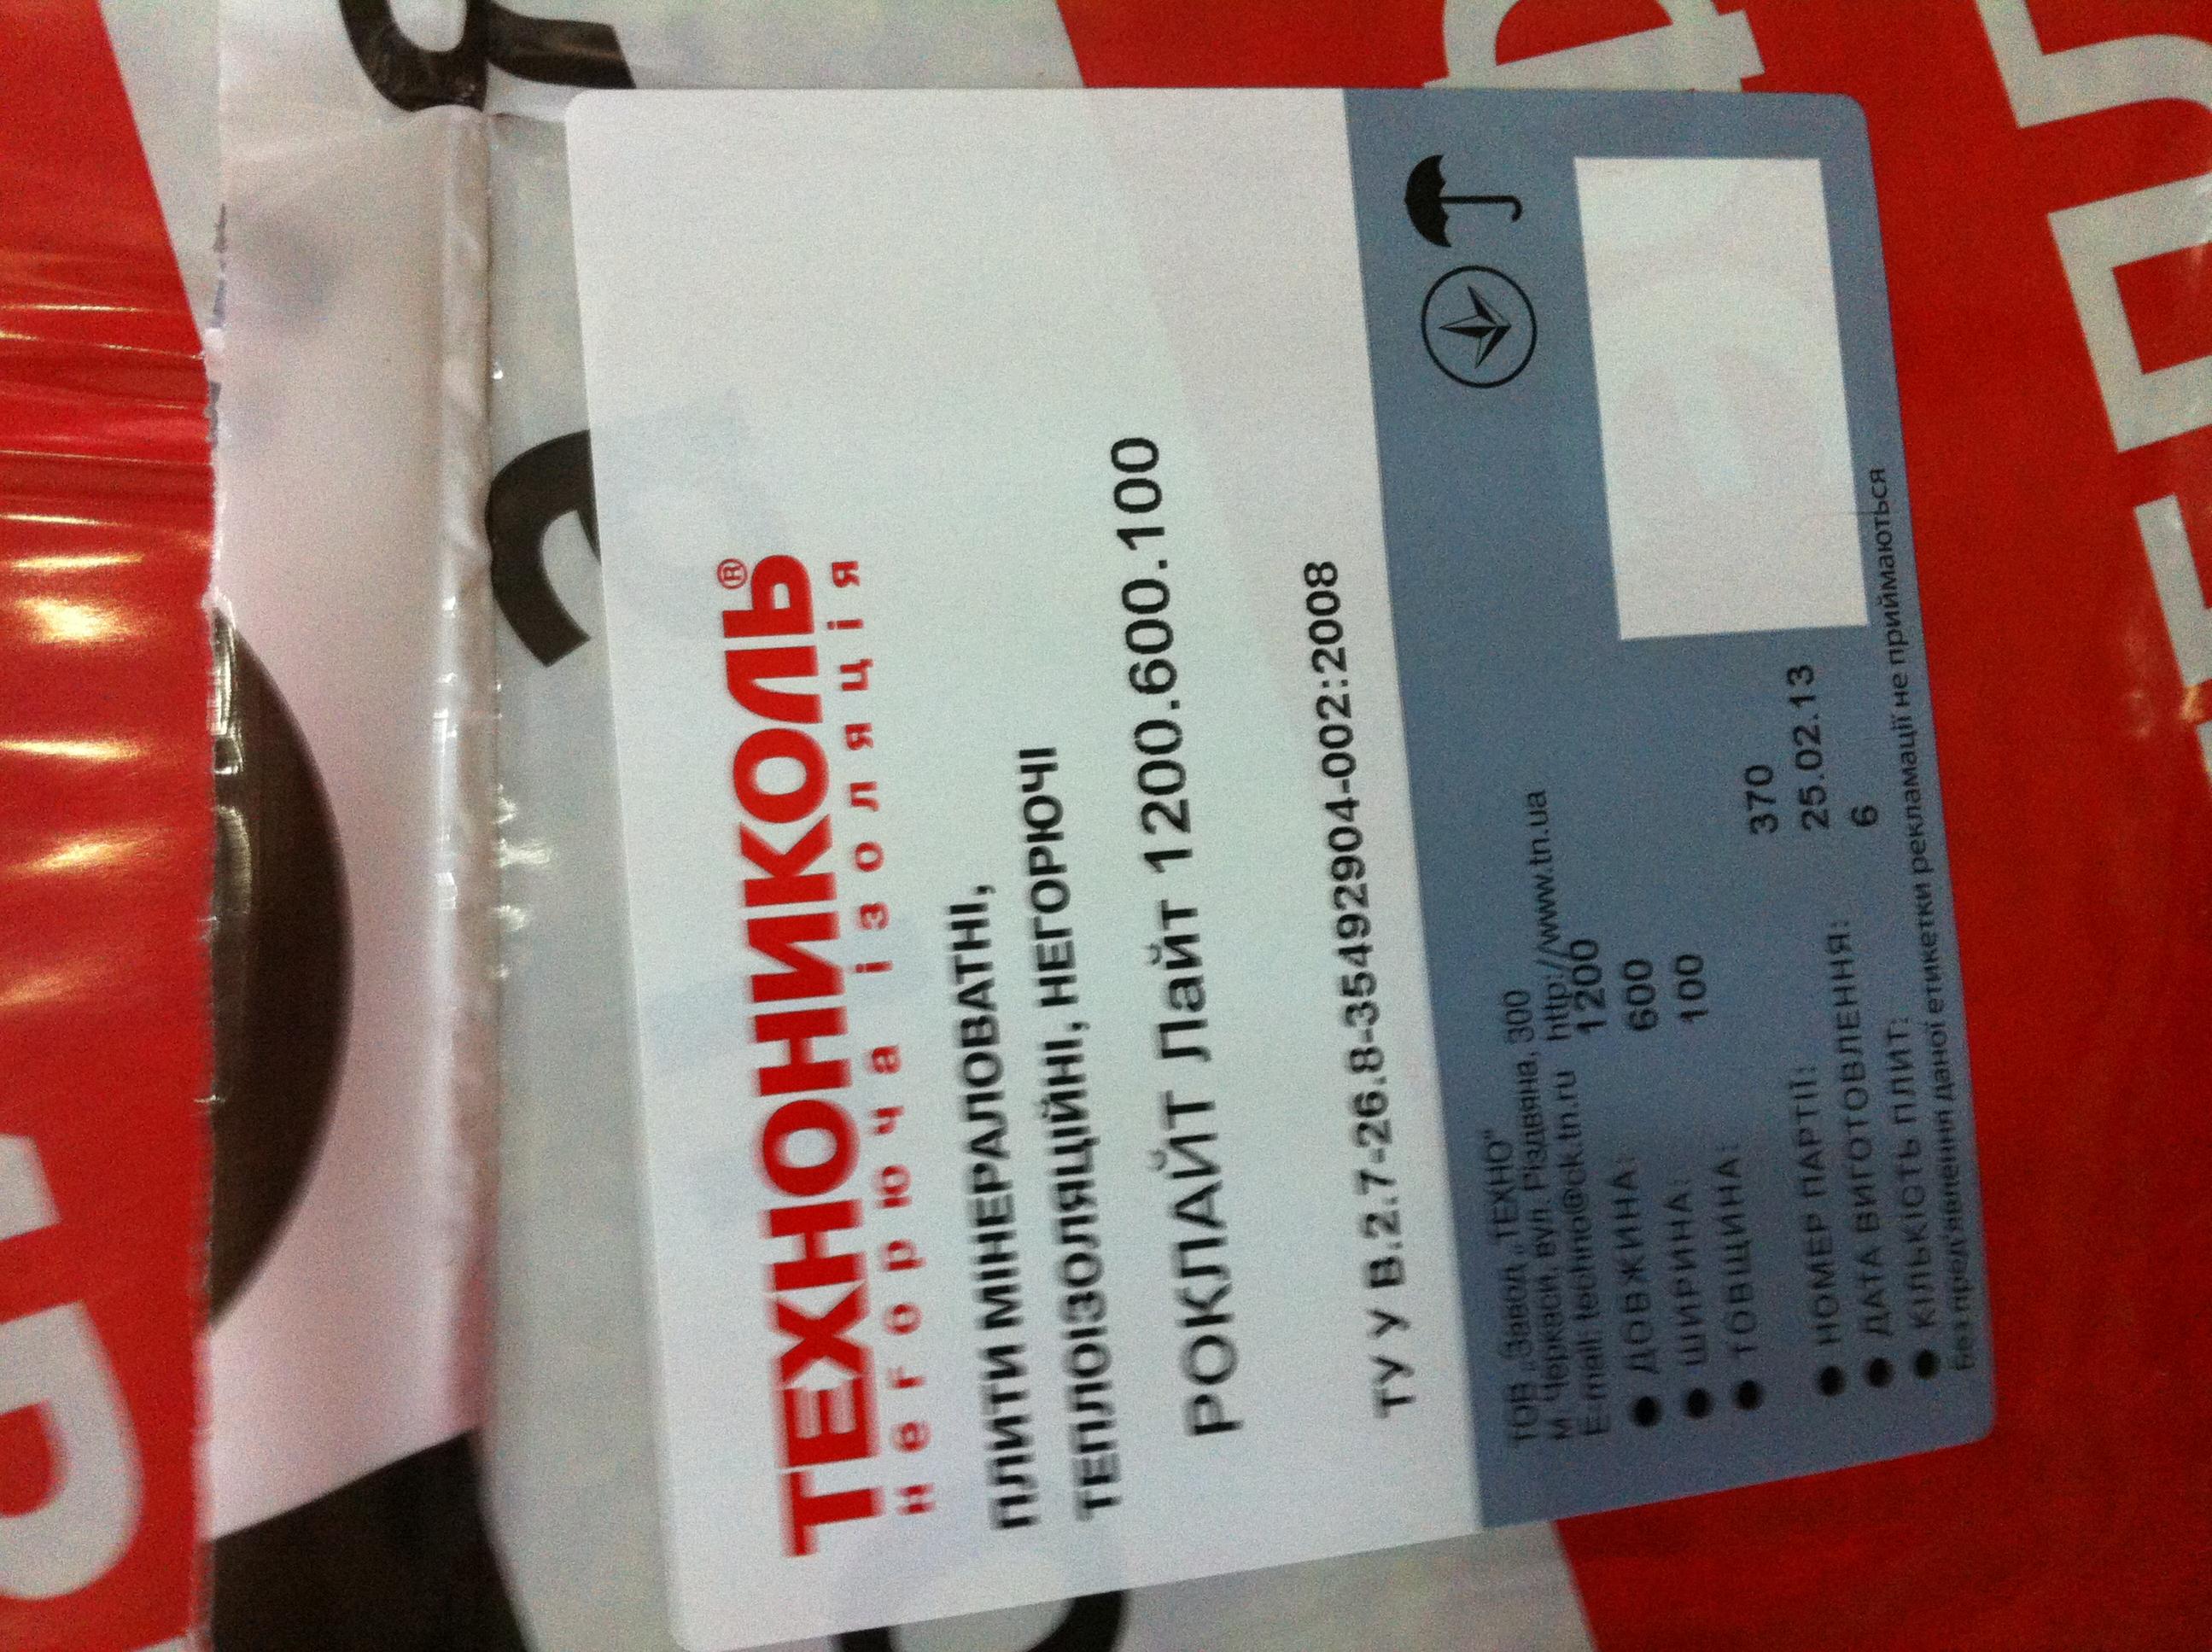 ТЕХНОНИКОЛЬ®
негорюча ізоляція
ПЛИТИ МІНЕРАЛОВАТНІ,
ТЕПЛОІЗОЛЯЦІЙНІ, НЕГОРЮЧІ
РОКЛАЙТ Лайт 1200.600.100
ТУ У В.2.7-26.8-35492904-002:2008
ТОВ „Завод „ТЕХНО"
м. Черкаси, вул. Різдвяна, 300
E-mail: techno@ck.tn.ru http://www.tn.ua
● ДОВЖИНА: 1200
● ШИРИНА: 600
● ТОВЩИНА: 100
● НОМЕР ПАРТІЇ: 370
● ДАТА ВИГОТОВЛЕННЯ: 25.02.13
● КІЛЬКІСТЬ ПЛИТ: 6
Без пред'явлення даної етикетки рекламації не приймаються